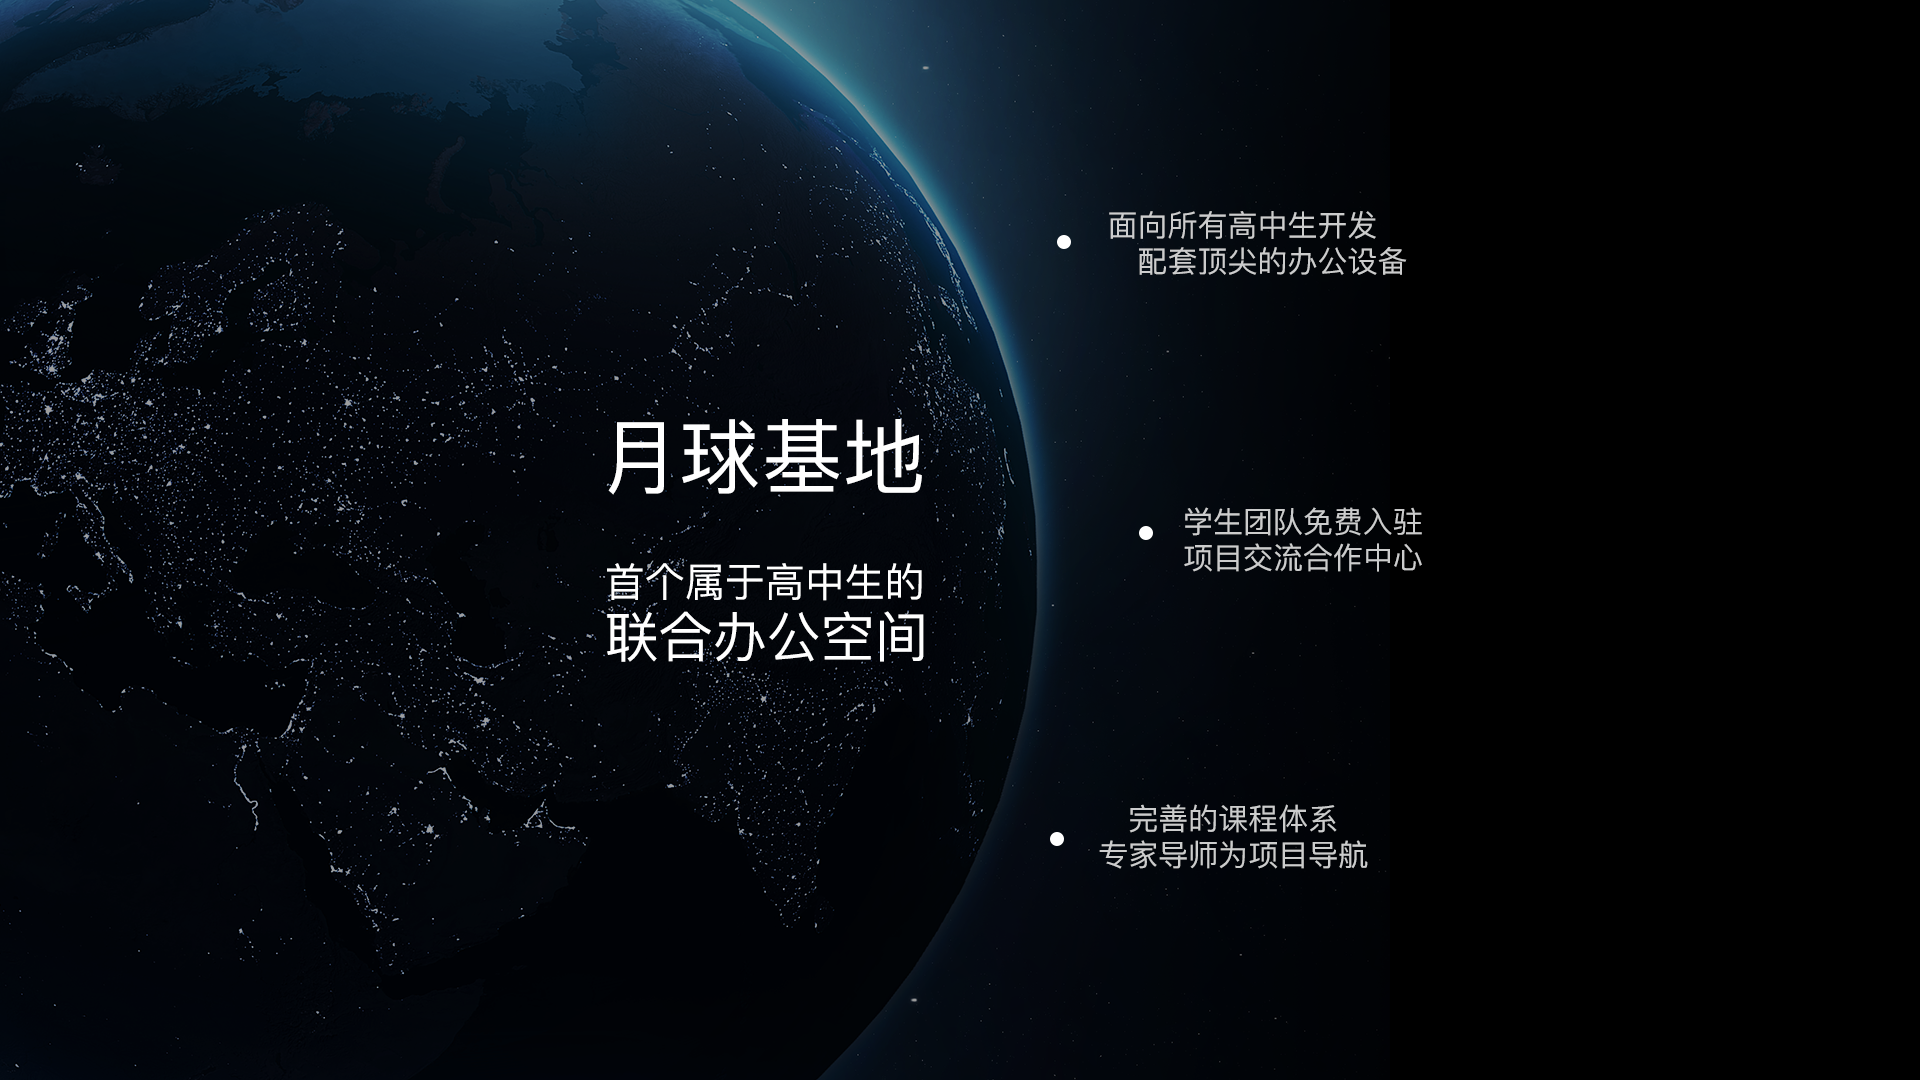 月球基地
首个属于高中生的
联合办公空间
面向所有高中生开发
配套顶尖的办公设备
学生团队免费入驻
项目交流合作中心
完善的课程体系
专家导师为项目导航